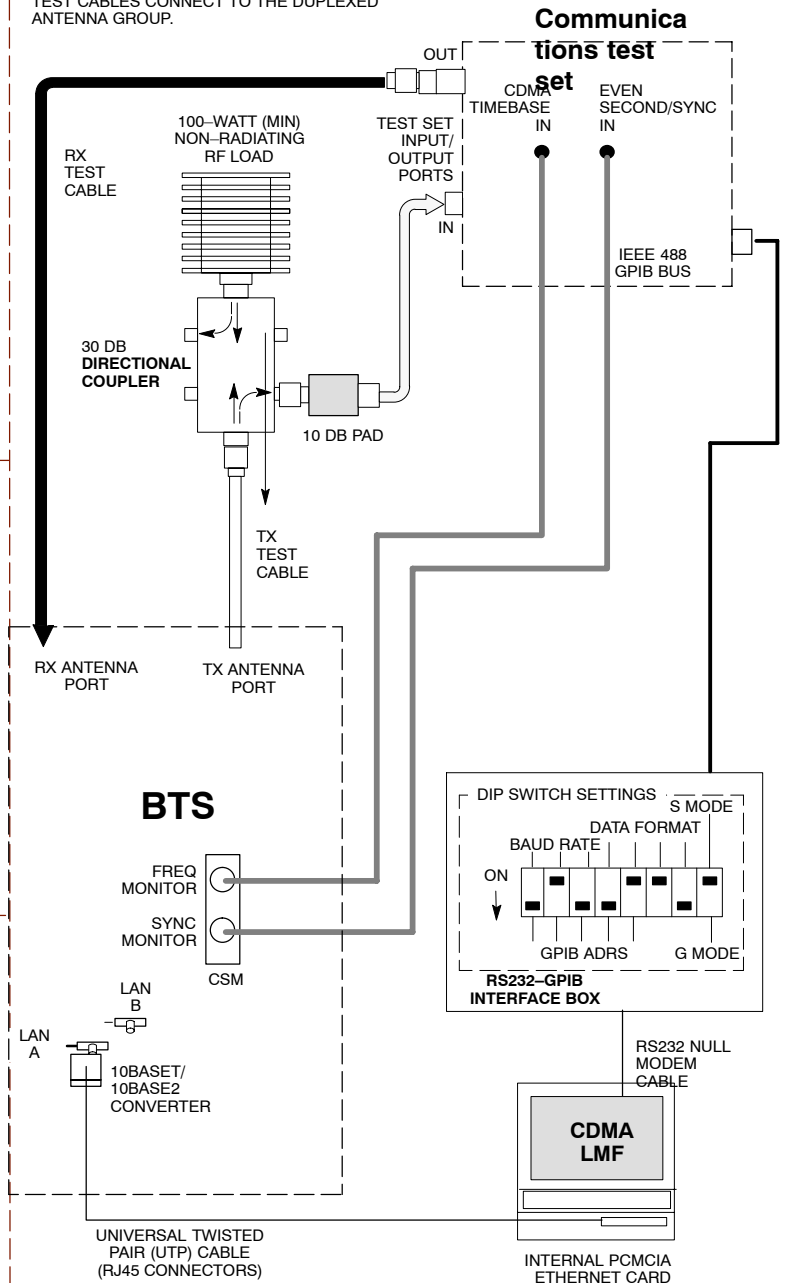 TEST CABLES CONNECT TO THE DUPLEXED
ANTENNA GROUP.
Communica
tions test
set
OUT
CDMA
TIMEBASE
IN
EVEN
SECOND/SYNC
IN
100–WATT (MIN)
NON–RADIATING
RF LOAD
TEST SET
INPUT/
OUTPUT
PORTS
RX
TEST
CABLE
IN
IEEE 488
GPIB BUS
30 DB
DIRECTIONAL
COUPLER
10 DB PAD
TX
TEST
CABLE
RX ANTENNA
PORT
TX ANTENNA
PORT
BTS
DIP SWITCH SETTINGS
S MODE
DATA FORMAT
BAUD RATE
ON
GPIB ADRS
G MODE
RS232–GPIB
INTERFACE BOX
FREQ
MONITOR
SYNC
MONITOR
CSM
LAN
B
LAN
A
10BASET/
10BASE2
CONVERTER
RS232 NULL
MODEM
CABLE
CDMA
LMF
UNIVERSAL TWISTED
PAIR (UTP) CABLE
(RJ45 CONNECTORS)
INTERNAL PCMCIA
ETHERNET CARD